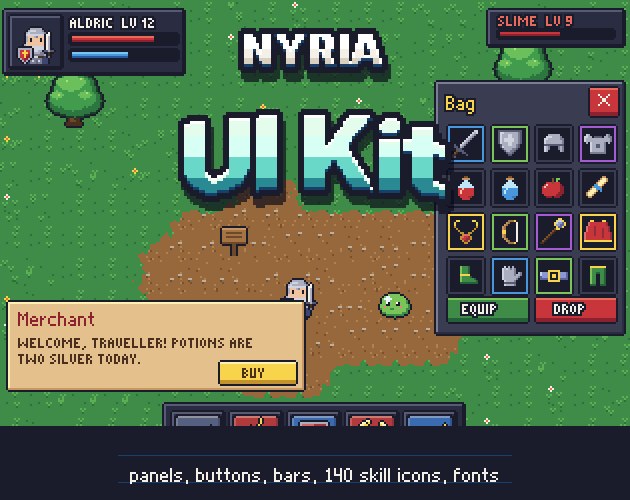 ALDRIC LV 12
SLIME LV 9
NYRIA
UI Kit
Bag
EQUIP
DROP
Merchant
WELCOME, TRAVELLER! POTIONS ARE
TWO SILVER TODAY.
BUY
panels, buttons, bars, 140 skill icons, fonts